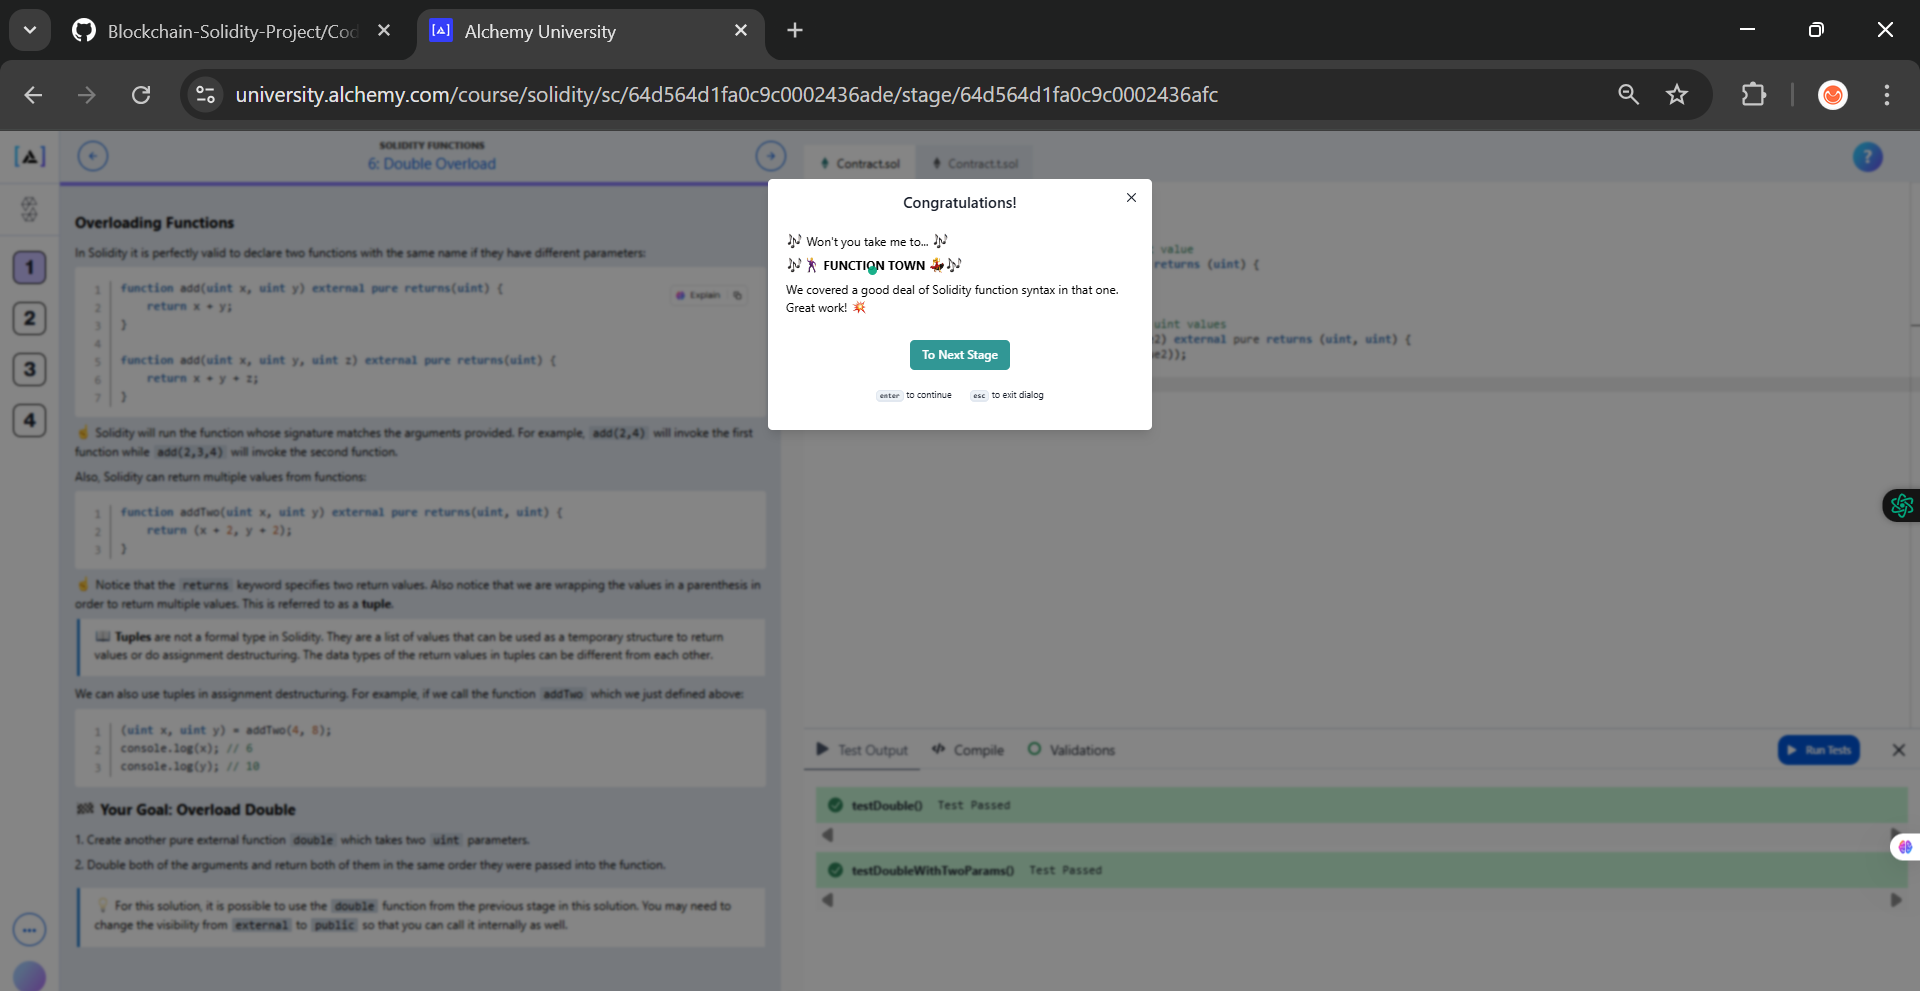 Blockchain-Solidity-Project/Cod
Alchemy University
university.alchemy.com/course/solidity/sc/64d564d1fa0c9c0002436ade/stage/64d564d1fa0c9c0002436afc
SOLIDITY FUNCTIONS
6: Double Overload
Contract.sol
Contract.t.sol
?
1
2
3
4
Overloading Functions
In Solidity it is perfectly valid to declare two functions with the same name if they have different parameters:
Explain
1 function add(uint x, uint y) external pure returns(uint) {
2 return x + y;
3 }
4
5 function add(uint x, uint y, uint z) external pure returns(uint) {
6 return x + y + z;
7 }
☝️ Solidity will run the function whose signature matches the arguments provided. For example, add(2,4) will invoke the first
function while add(2,3,4) will invoke the second function.
Also, Solidity can return multiple values from functions:
1 function addTwo(uint x, uint y) external pure returns(uint, uint) {
2 return (x + 2, y + 2);
3 }
☝️ Notice that the returns keyword specifies two return values. Also notice that we are wrapping the values in a parenthesis in
order to return multiple values. This is referred to as a tuple.
📖 Tuples are not a formal type in Solidity. They are a list of values that can be used as a temporary structure to return
values or do assignment destructuring. The data types of the return values in tuples can be different from each other.
We can also use tuples in assignment destructuring. For example, if we call the function addTwo which we just defined above:
1 (uint x, uint y) = addTwo(4, 8);
2 console.log(x); // 6
3 console.log(y); // 10
🏁 Your Goal: Overload Double
1. Create another pure external function double which takes two uint parameters.
2. Double both of the arguments and return both of them in the same order they were passed into the function.
💡 For this solution, it is possible to use the double function from the previous stage in this solution. You may need to
change the visibility from external to public so that you can call it internally as well.
Congratulations!
🎶 Won't you take me to... 🎶
🎶🕺 FUNCTION TOWN 💃🎶
We covered a good deal of Solidity function syntax in that one.
Great work! 💥
To Next Stage
enter to continue esc to exit dialog
value
returns (uint) {
uint values
2) external pure returns (uint, uint) {
e2));
Test Output
Compile
Validations
Run Tests
testDouble() Test Passed
testDoubleWithTwoParams() Test Passed